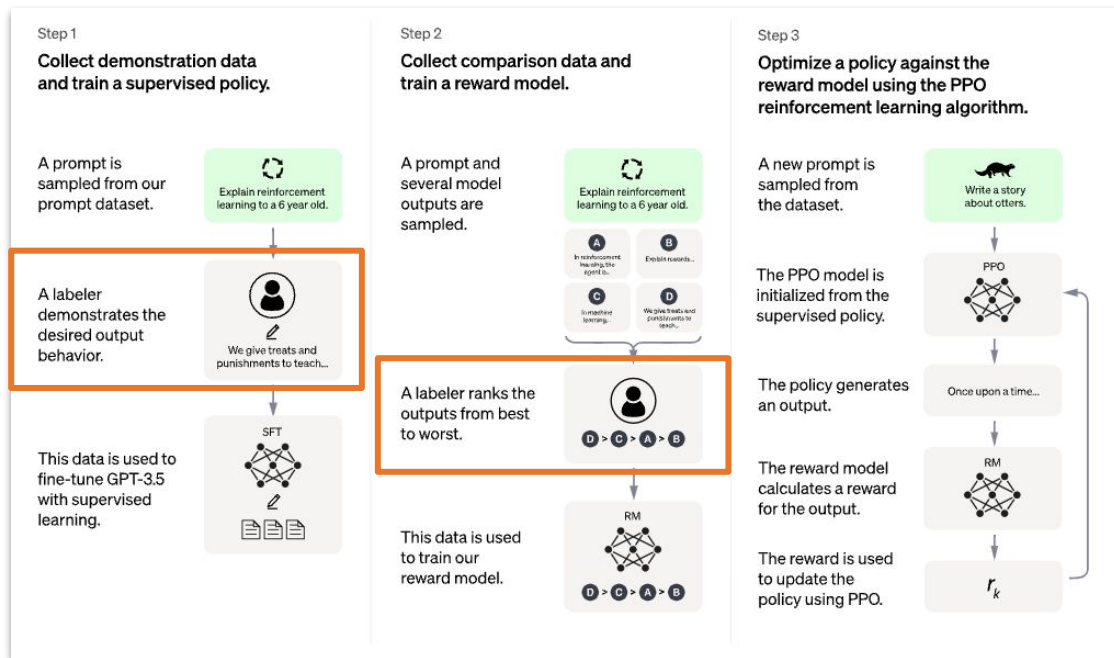 Step 1
Collect demonstration data
and train a supervised policy.
A prompt is
sampled from our
prompt dataset.
Explain reinforcement
learning to a 6 year old.
A labeler
demonstrates the
desired output
behavior.
We give treats and
punishments to teach...
This data is used to
fine-tune GPT-3.5
with supervised
learning.
SFT
Step 2
Collect comparison data and
train a reward model.
A prompt and
several model
outputs are
sampled.
Explain reinforcement
learning to a 6 year old.
A
In reinforcement
learning, the
agent is...
B
Explain rewards...
C
In machine
learning...
D
We give treats and
punishments to
teach...
A labeler ranks the
outputs from best
to worst.
D > C > A > B
This data is used
to train our
reward model.
RM
D > C > A > B
Step 3
Optimize a policy against the
reward model using the PPO
reinforcement learning algorithm.
A new prompt is
sampled from
the dataset.
Write a story
about otters.
The PPO model is
initialized from the
supervised policy.
PPO
The policy generates
an output.
Once upon a time...
The reward model
calculates a reward
for the output.
RM
The reward is used
to update the
policy using PPO.
rk